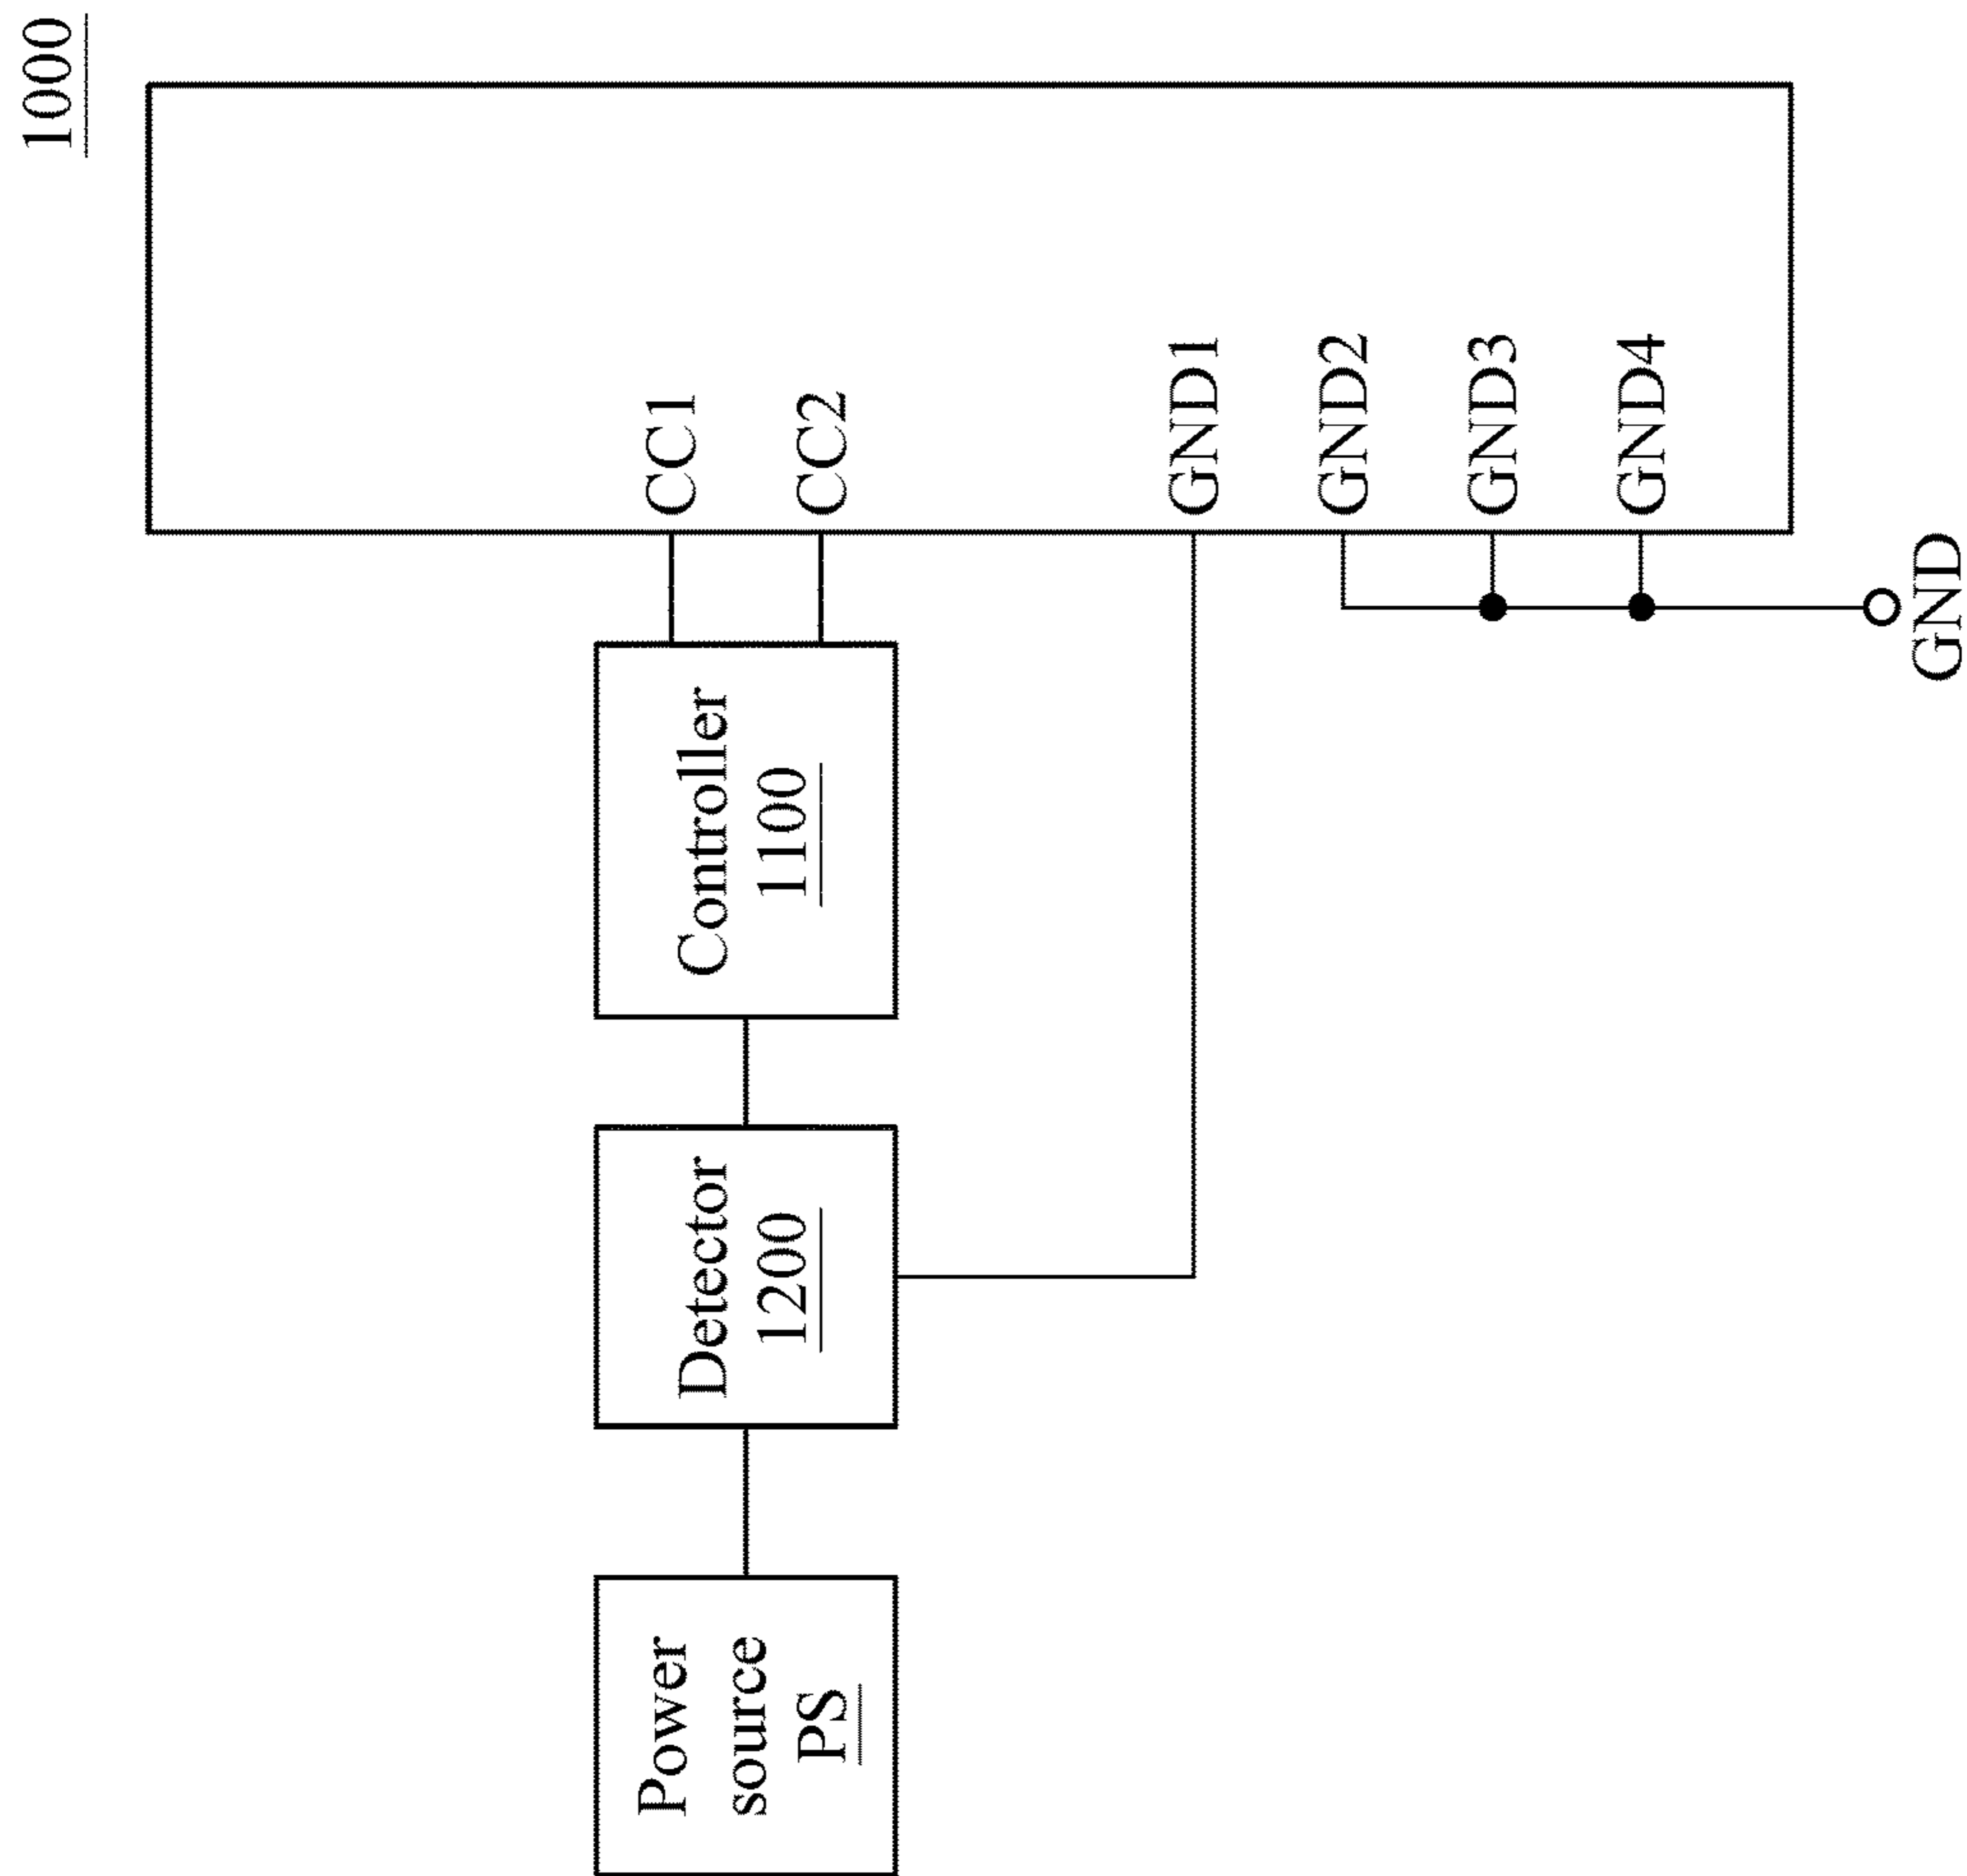 1000
CC1
CC2
GND1
GND2
GND3
GND4
Controller
1100
Detector
1200
Power
source
PS
GND